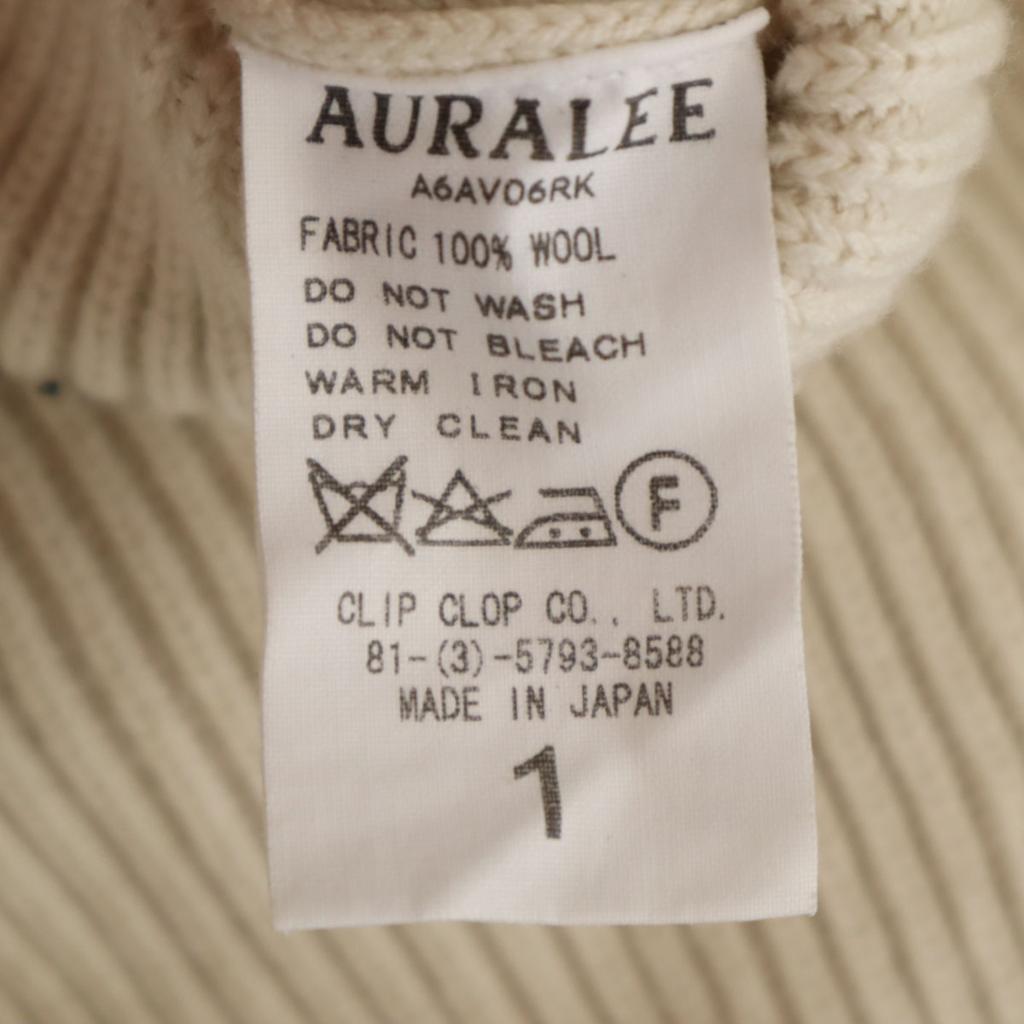 AURALEE
A6AV06RK
FABRIC 100% WOOL
DO NOT WASH
DO NOT BLEACH
WARM IRON
DRY CLEAN
F
CLIP CLOP CO., LTD.
81-(3)-5793-8588
MADE IN JAPAN
1